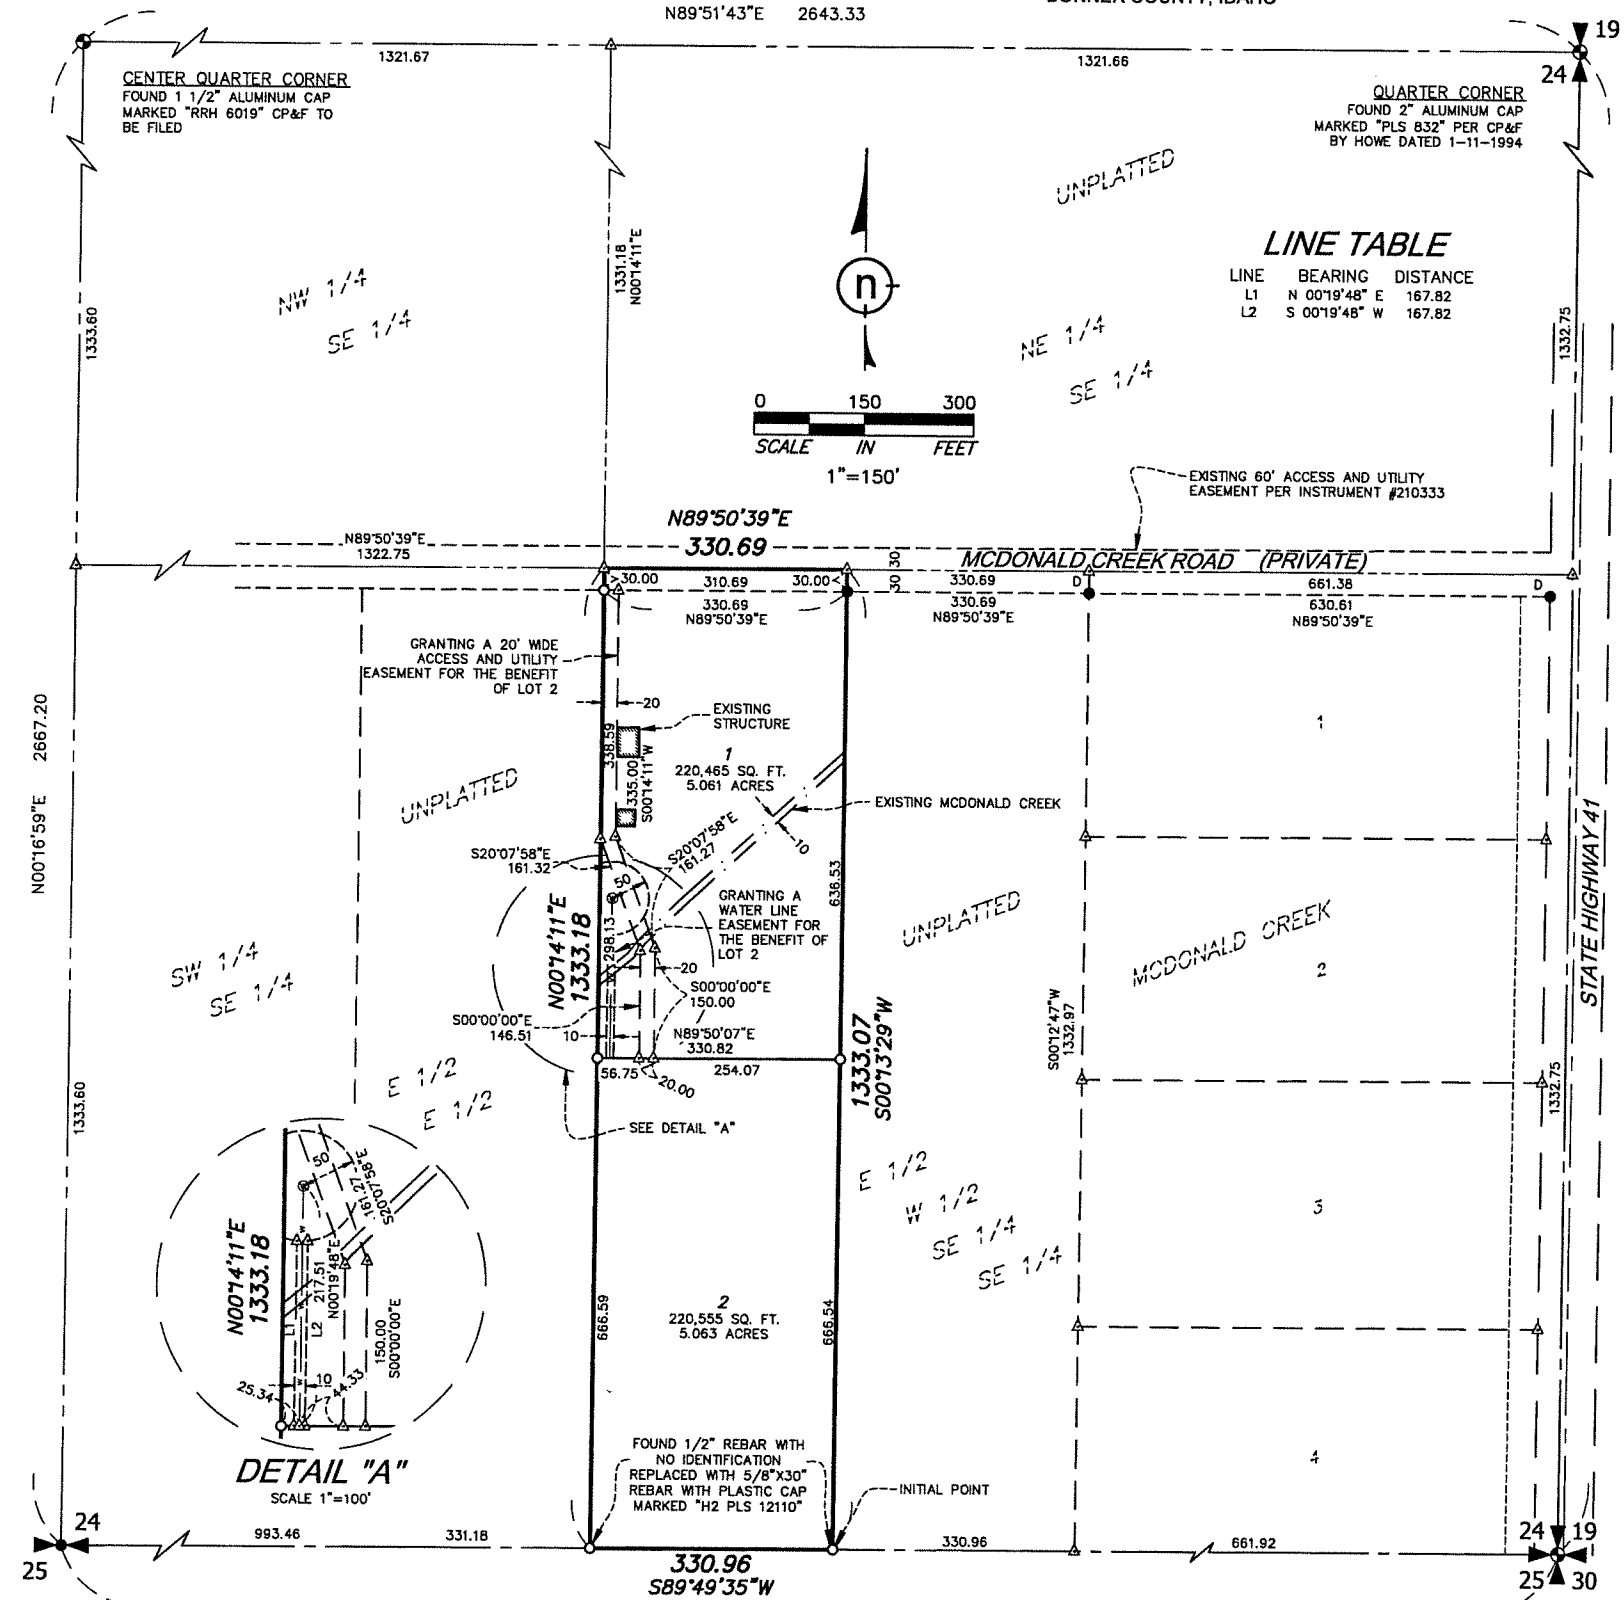 N89°51'43"E 2643.33
1321.67
1321.66
19
24
CENTER QUARTER CORNER
FOUND 1 1/2" ALUMINUM CAP
MARKED "RRH 6019" CP&F TO
BE FILED
QUARTER CORNER
FOUND 2" ALUMINUM CAP
MARKED "PLS 832" PER CP&F
BY HOWE DATED 1-11-1994
UNPLATTED
LINE TABLE
LINE BEARING DISTANCE
L1 N 00°19'48" E 167.82
L2 S 00°19'48" W 167.82
1331.18
N00°14'11"E
n
NW 1/4
SE 1/4
NE 1/4
SE 1/4
1333.60
1332.75
0 150 300
SCALE IN FEET
1"=150'
EXISTING 60' ACCESS AND UTILITY
EASEMENT PER INSTRUMENT #210333
N89°50'39"E
330.69
N89°50'39"E
1322.75
30 30
30 30
MCDONALD CREEK ROAD (PRIVATE)
30.00 310.69 30.00
330.69
D
661.38
D
330.69
N89°50'39"E
330.69
N89°50'39"E
630.61
N89°50'39"E
GRANTING A 20' WIDE
ACCESS AND UTILITY
EASEMENT FOR THE BENEFIT
OF LOT 2
20
EXISTING
STRUCTURE
338.59
335.00
S00°14'11"W
1
220,465 SQ. FT.
5.061 ACRES
EXISTING MCDONALD CREEK
10
1
N00°16'59"E 2667.20
UNPLATTED
STATE HIGHWAY 41
S20°07'58"E
161.32
S20°07'58"E
161.27
50
636.53
GRANTING A
WATER LINE
EASEMENT FOR
THE BENEFIT OF
LOT 2
298.13
N00°14'11"E
1333.18
20
S00°00'00"E
150.00
S00°00'00"E
146.51
10
N89°50'07"E
330.82
56.75
20.00
254.07
UNPLATTED
MCDONALD CREEK
2
SW 1/4
SE 1/4
1333.07
S00°13'29"W
S00°12'47"W
1332.97
1333.60
1332.75
E 1/2
E 1/2
SEE DETAIL "A"
50
S20°07'58"E
161.27
N00°14'11"E
1333.18
W
217.51
N00°19'48"E
L1
L2
150.00
S00°00'00"E
W
10
25.34
44.33
DETAIL "A"
SCALE 1"=100'
E 1/2
W 1/2
SE 1/4
SE 1/4
3
666.59
2
220,555 SQ. FT.
5.063 ACRES
666.54
FOUND 1/2" REBAR WITH
NO IDENTIFICATION
REPLACED WITH 5/8"X30"
REBAR WITH PLASTIC CAP
MARKED "H2 PLS 12110"
INITIAL POINT
4
24
25
993.46
331.18
330.96
S89°49'35"W
330.96
661.92
24 19
25 30